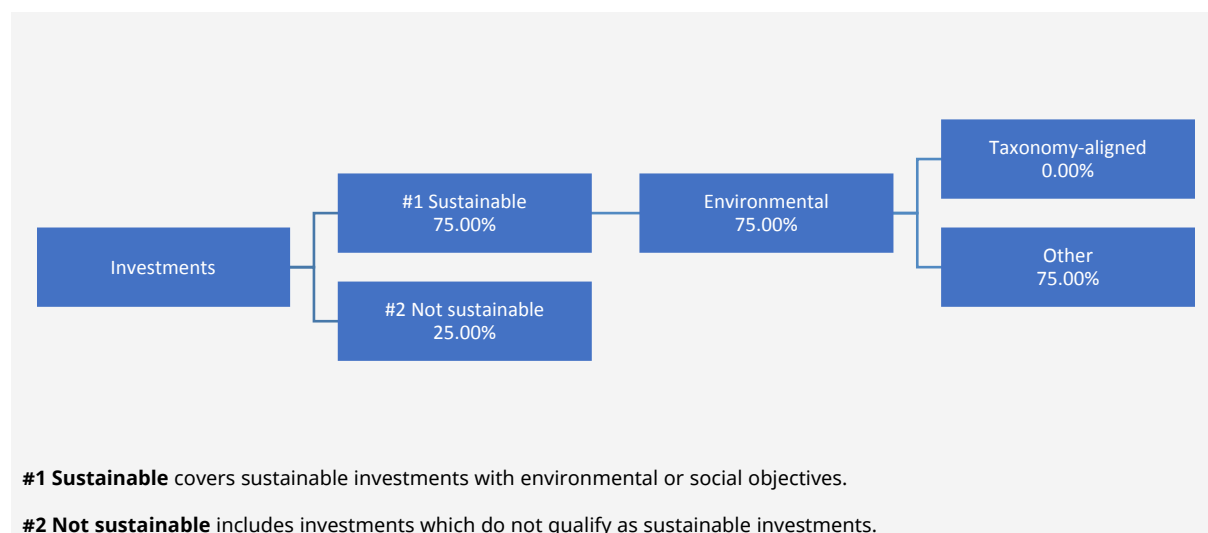 Taxonomy-aligned
0.00%
#1 Sustainable
75.00%
Environmental
75.00%
Investments
Other
75.00%
#2 Not sustainable
25.00%
#1 Sustainable covers sustainable investments with environmental or social objectives.
#2 Not sustainable includes investments which do not qualify as sustainable investments.